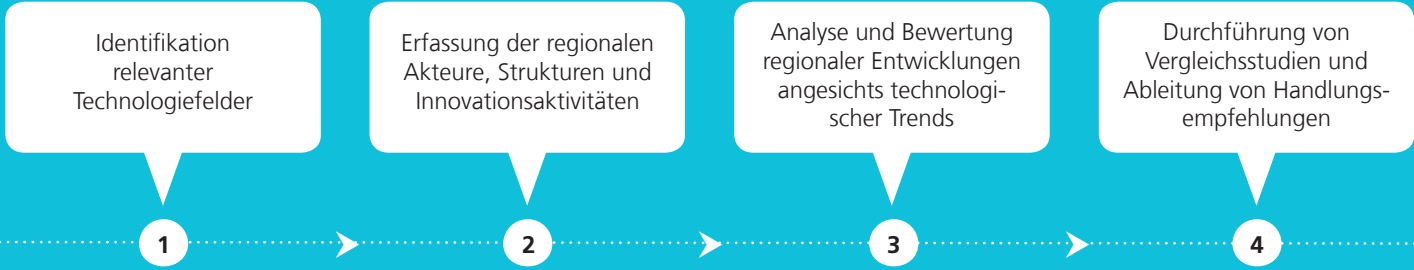 Identifikation
relevanter
Technologiefelder
Erfassung der regionalen
Akteure, Strukturen und
Innovationsaktivitäten
Analyse und Bewertung
regionaler Entwicklungen
angesichts technologi-
scher Trends
Durchführung von
Vergleichsstudien und
Ableitung von Handlungs-
empfehlungen
1
2
3
4